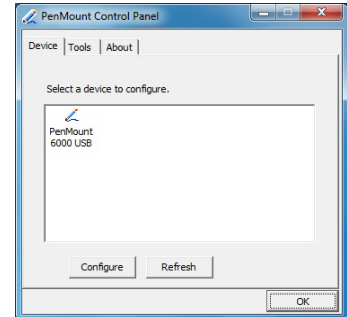 PenMount Control Panel
Device Tools About
Select a device to configure.
PenMount
6000 USB
Configure Refresh
OK